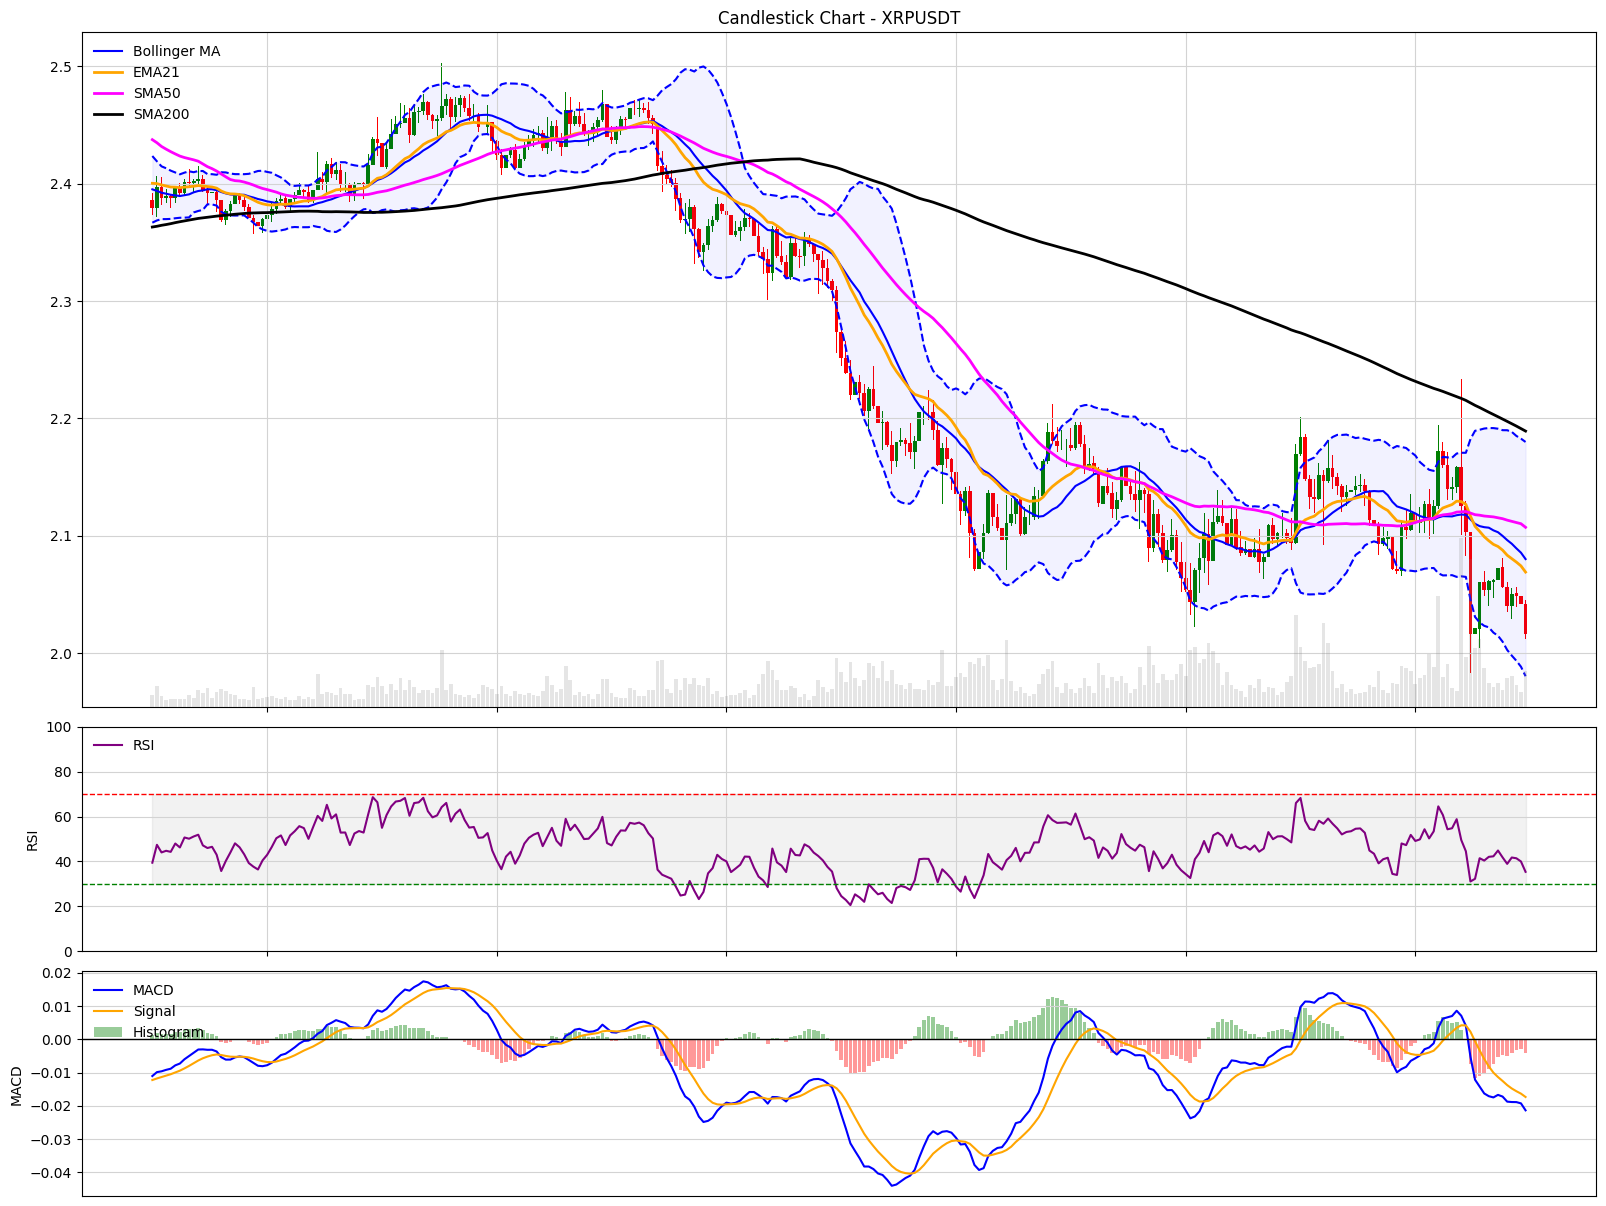 Candlestick Chart - XRPUSDT
Bollinger MA
EMA21
SMA50
SMA200
2.5
2.4
2.3
2.2
2.1
2.0
RSI
RSI
100
80
60
40
20
0
MACD
Signal
Histogram
MACD
0.02
0.01
0.00
−0.01
−0.02
−0.03
−0.04